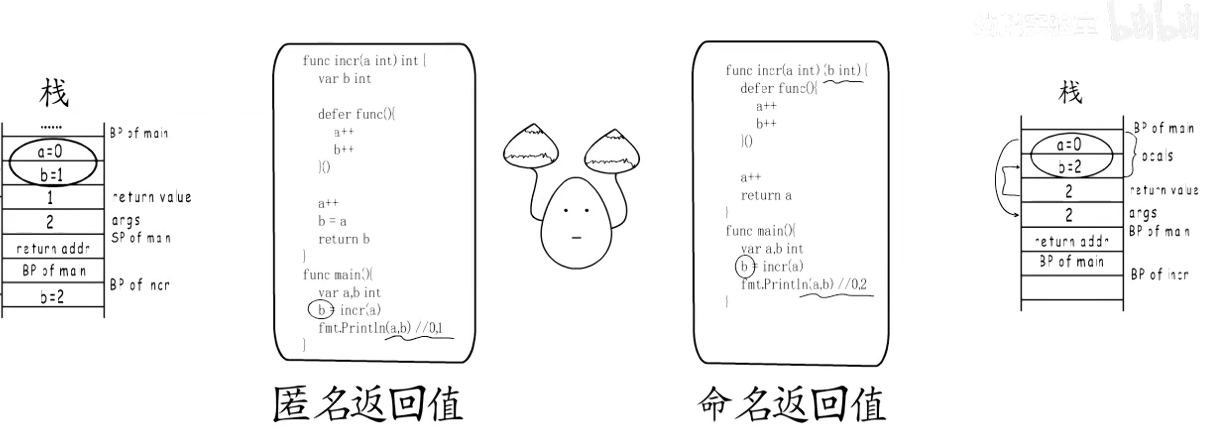 bilibili
栈
......
BP of main
a=0
b=1
1
return value
2
args
SP of main
return addr
BP of main
BP of incr
b=2
func incr(a int) int {
var b int
defer func(){
a++
b++
}()
a++
b = a
return b
}
func main(){
var a,b int
b = incr(a)
fmt.Println(a,b) //0,1
}
匿名返回值
func incr(a int) (b int) {
defer func(){
a++
b++
}()
a++
return a
}
func main(){
var a,b int
b = incr(a)
fmt.Println(a,b) //0,2
}
命名返回值
栈
BP of main
a=0
locals
b=2
2
return value
2
args
BP of main
return addr
BP of main
BP of incr